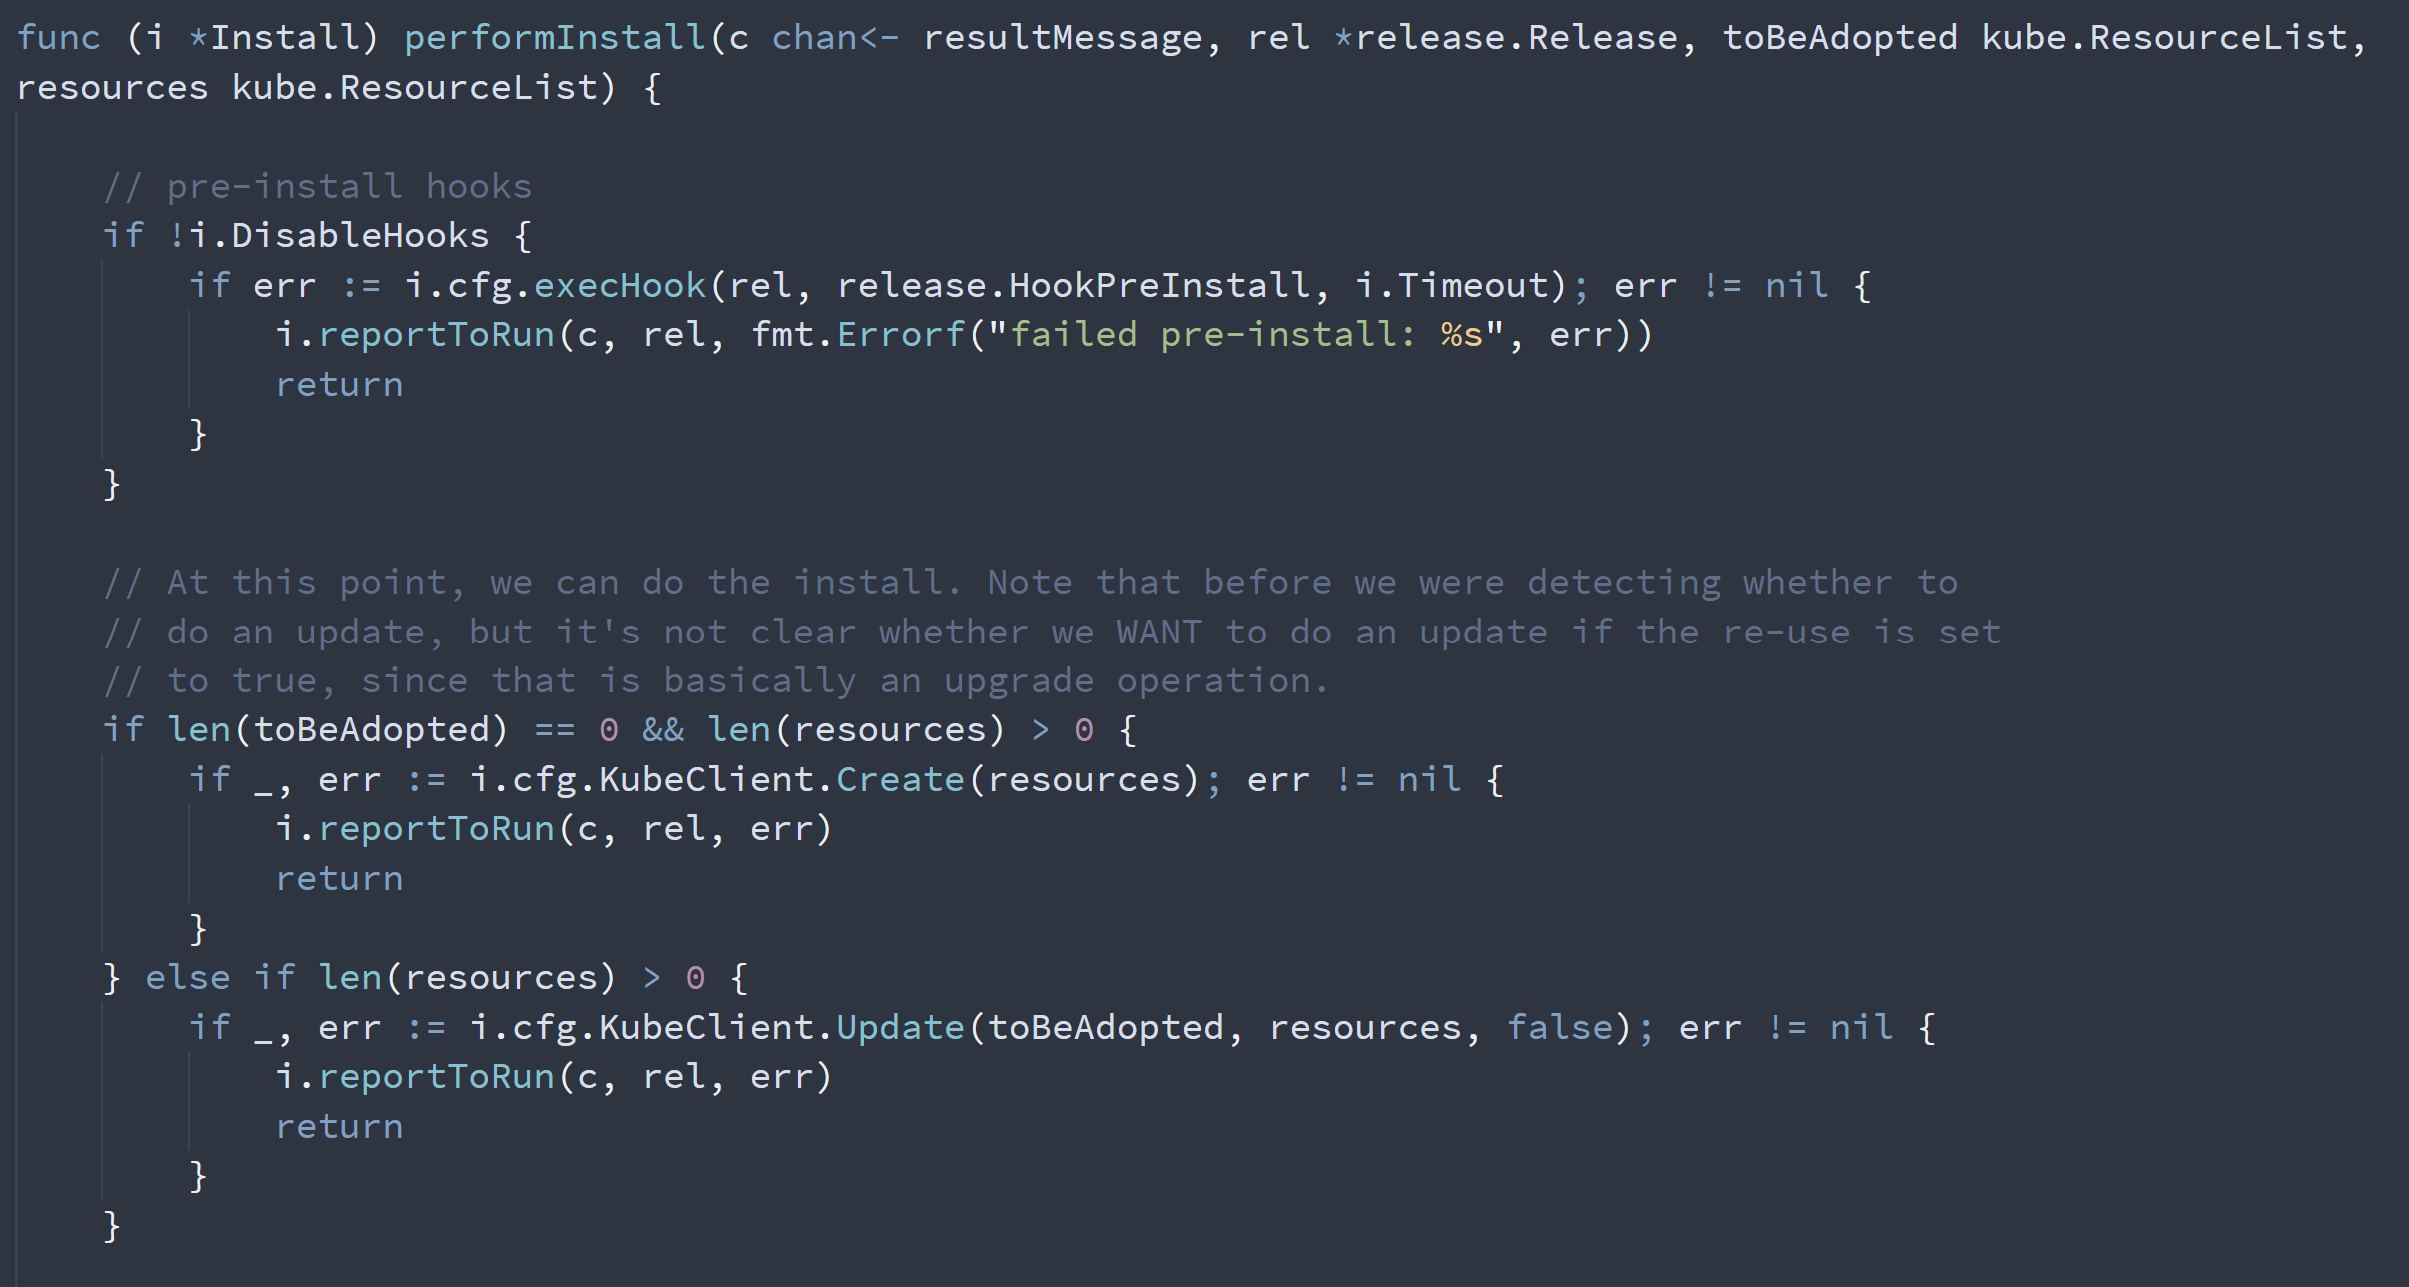 func (i *Install) performInstall(c chan<- resultMessage, rel *release.Release, toBeAdopted kube.ResourceList,
resources kube.ResourceList) {

    // pre-install hooks
    if !i.DisableHooks {
        if err := i.cfg.execHook(rel, release.HookPreInstall, i.Timeout); err != nil {
            i.reportToRun(c, rel, fmt.Errorf("failed pre-install: %s", err))
            return
        }
    }

    // At this point, we can do the install. Note that before we were detecting whether to
    // do an update, but it's not clear whether we WANT to do an update if the re-use is set
    // to true, since that is basically an upgrade operation.
    if len(toBeAdopted) == 0 && len(resources) > 0 {
        if _, err := i.cfg.KubeClient.Create(resources); err != nil {
            i.reportToRun(c, rel, err)
            return
        }
    } else if len(resources) > 0 {
        if _, err := i.cfg.KubeClient.Update(toBeAdopted, resources, false); err != nil {
            i.reportToRun(c, rel, err)
            return
        }
    }